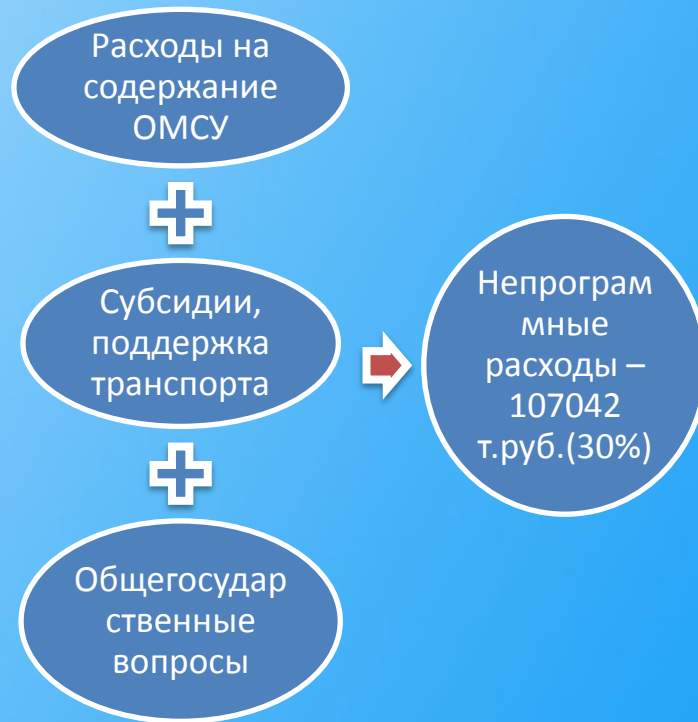 Расходы на
содержание
ОМСУ
Субсидии,
поддержка
транспорта
Общегосудар
ственные
вопросы
Непрограм
мные
расходы –
107042
т.руб.(30%)